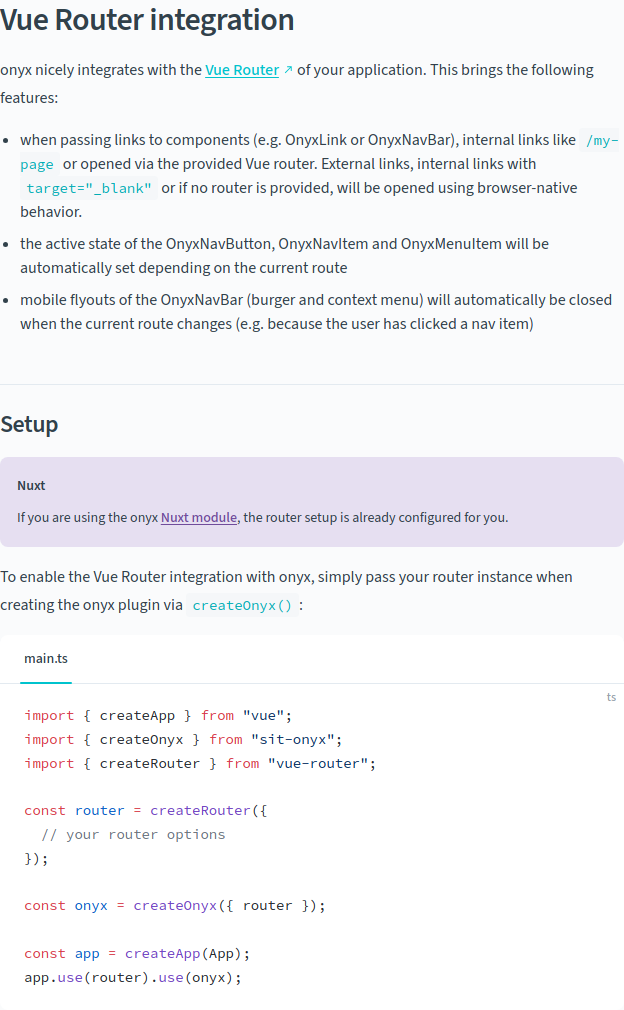 Vue Router integration
onyx nicely integrates with the Vue Router ↗ of your application. This brings the following
features:
• when passing links to components (e.g. OnyxLink or OnyxNavBar), internal links like /my-
page or opened via the provided Vue router. External links, internal links with
target="_blank" or if no router is provided, will be opened using browser-native
behavior.
• the active state of the OnyxNavButton, OnyxNavItem and OnyxMenuItem will be
automatically set depending on the current route
• mobile flyouts of the OnyxNavBar (burger and context menu) will automatically be closed
when the current route changes (e.g. because the user has clicked a nav item)
Setup
Nuxt
If you are using the onyx Nuxt module, the router setup is already configured for you.
To enable the Vue Router integration with onyx, simply pass your router instance when
creating the onyx plugin via createOnyx() :
main.ts
ts
import { createApp } from "vue";
import { createOnyx } from "sit-onyx";
import { createRouter } from "vue-router";
const router = createRouter({
  // your router options
});
const onyx = createOnyx({ router });
const app = createApp(App);
app.use(router).use(onyx);